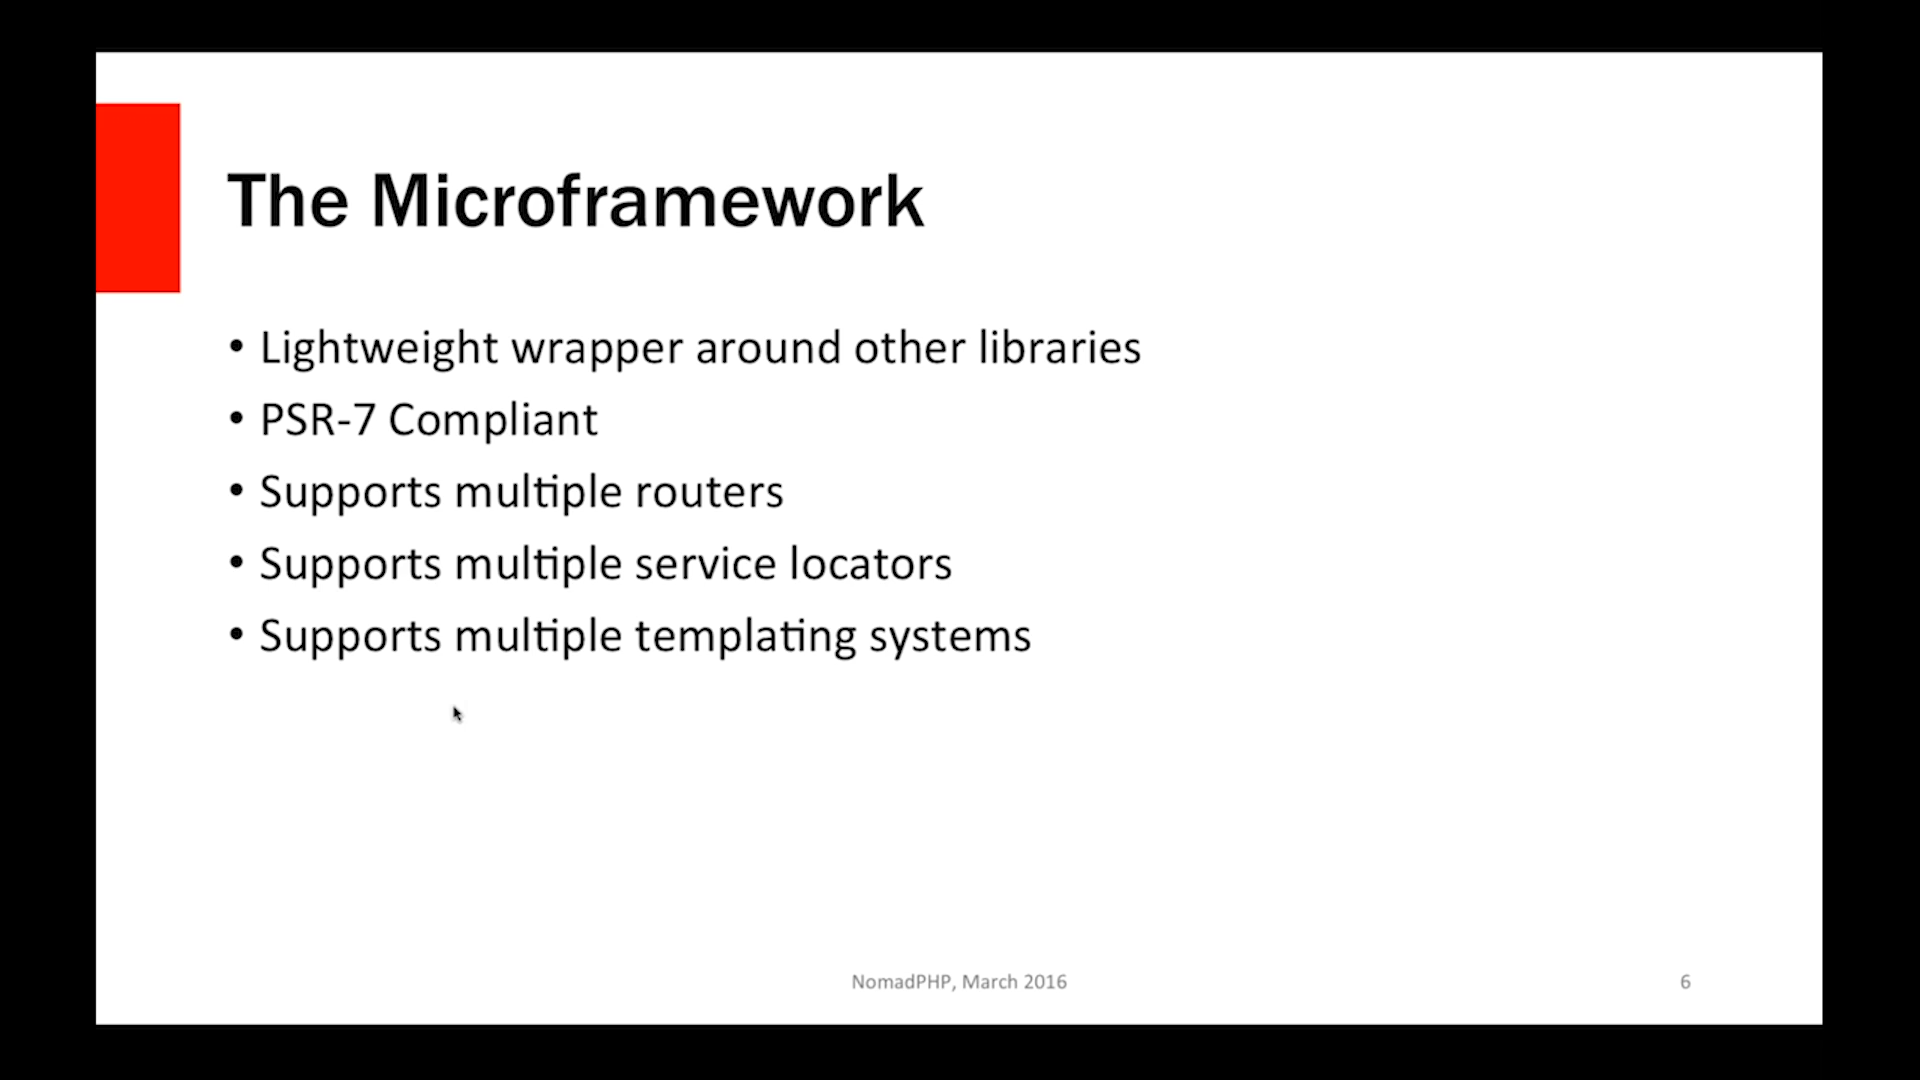 The Microframework
• Lightweight wrapper around other libraries
• PSR-7 Compliant
• Supports multiple routers
• Supports multiple service locators
• Supports multiple templating systems
NomadPHP, March 2016
6